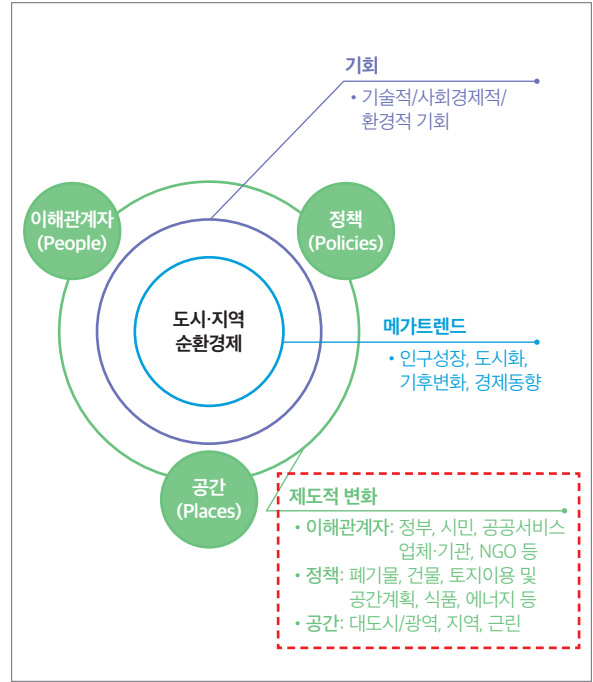 기회
• 기술적/사회경제적/
환경적 기회
이해관계자
(People)
정책
(Policies)
도시·지역
순환경제
메가트렌드
• 인구성장, 도시화,
기후변화, 경제동향
공간
(Places)
제도적 변화
• 이해관계자: 정부, 시민, 공공서비스
업체·기관, NGO 등
• 정책: 폐기물, 건물, 토지이용 및
공간계획, 식품, 에너지 등
• 공간: 대도시/광역, 지역, 근린